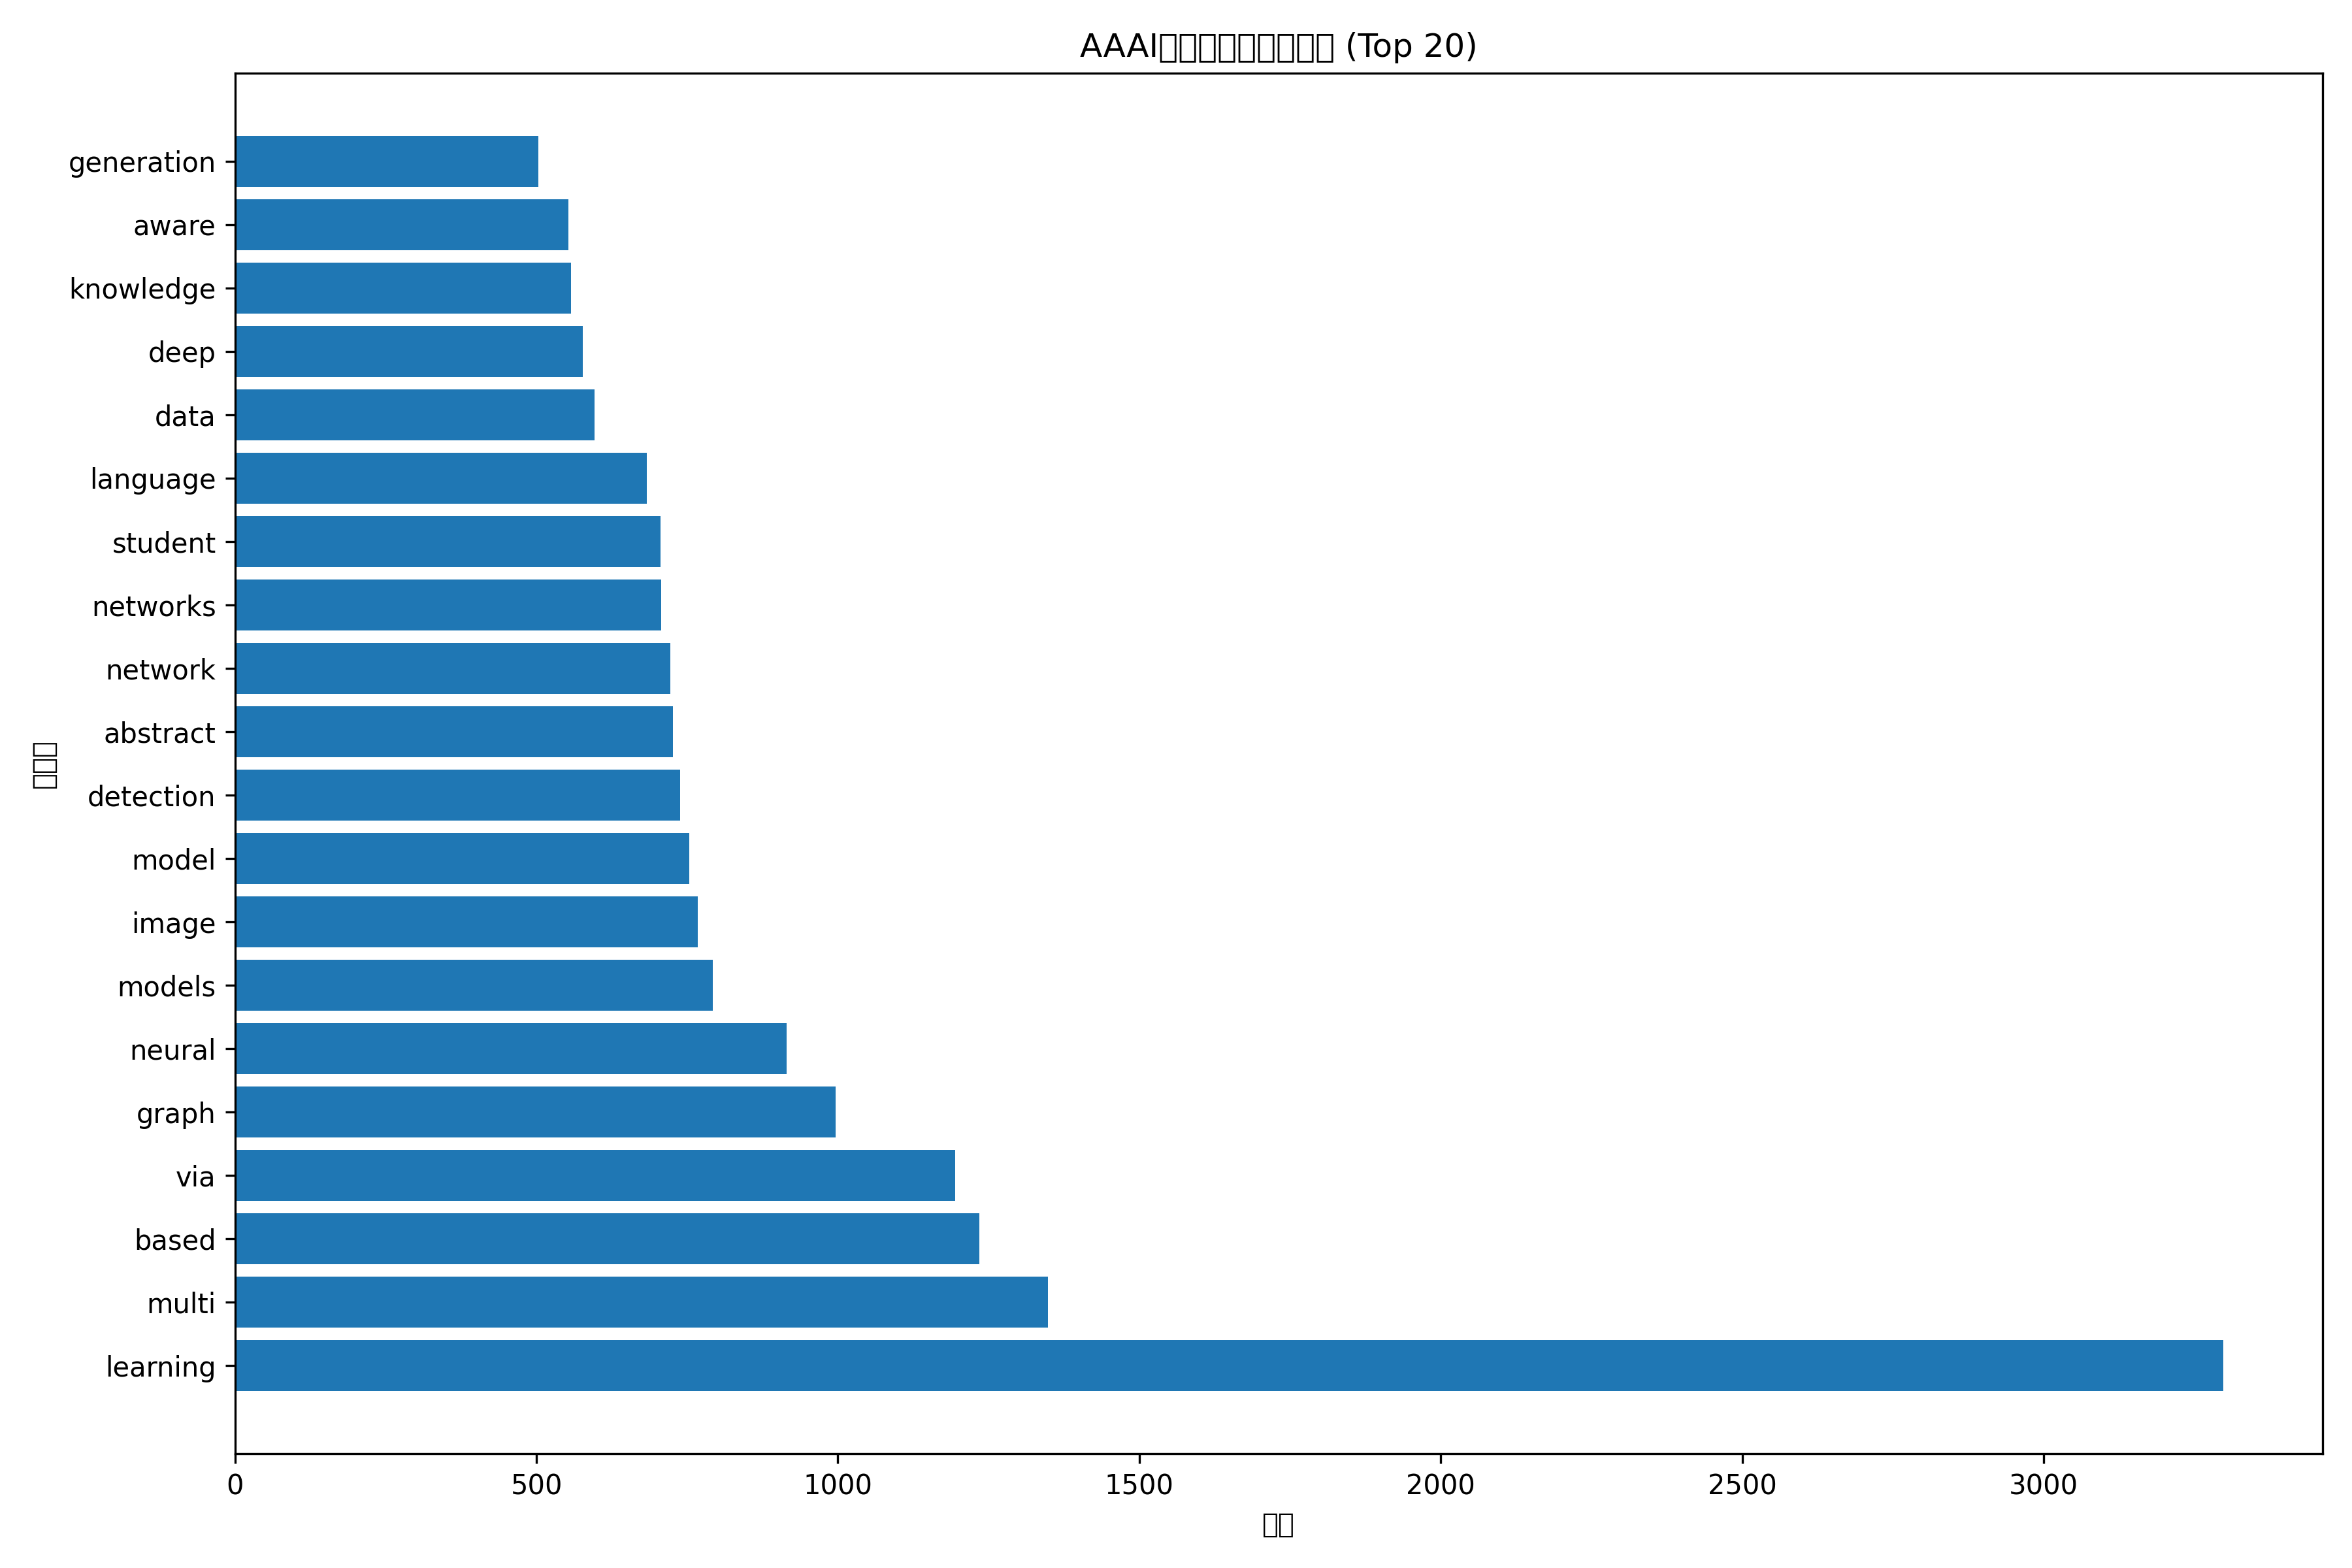 AAAI (Top 20)
generation
aware
knowledge
deep
data
language
student
networks
network
abstract
detection
model
image
models
neural
graph
via
based
multi
learning
0 500 1000 1500 2000 2500 3000